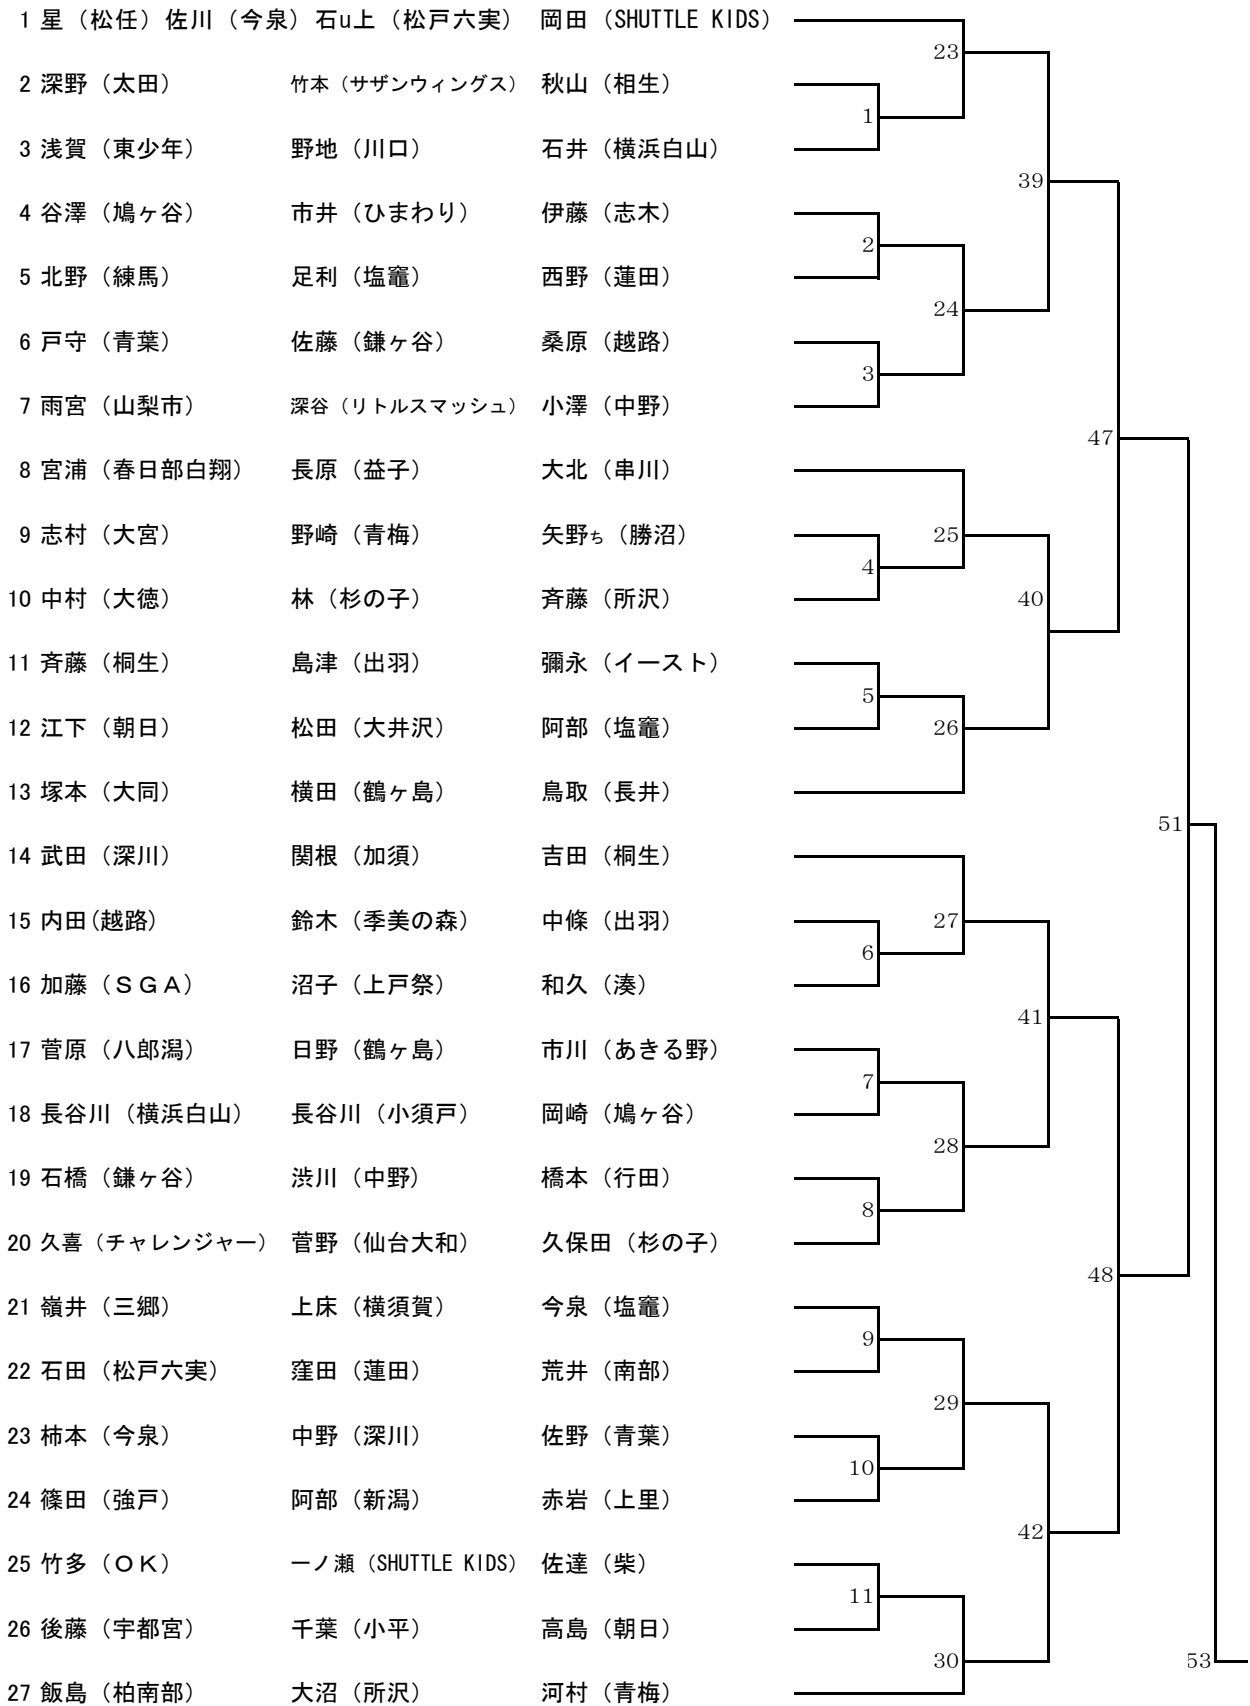 1 星（松任）佐川（今泉）石u上（松戸六実） 岡田（SHUTTLE KIDS）
23
2 深野（太田） 竹本（サザンウィングス） 秋山（相生）
1
3 浅賀（東少年） 野地（川口） 石井（横浜白山）
39
4 谷澤（鳩ヶ谷） 市井（ひまわり） 伊藤（志木）
2
5 北野（練馬） 足利（塩竈） 西野（蓮田）
24
6 戸守（青葉） 佐藤（鎌ヶ谷） 桑原（越路）
3
7 雨宮（山梨市） 深谷（リトルスマッシュ） 小澤（中野）
47
8 宮浦（春日部白翔） 長原（益子） 大北（串川）
9 志村（大宮） 野崎（青梅） 矢野ち（勝沼） 25
4
10 中村（大徳） 林（杉の子） 斉藤（所沢） 40
11 斉藤（桐生） 島津（出羽） 彌永（イースト）
5
12 江下（朝日） 松田（大井沢） 阿部（塩竈） 26
13 塚本（大同） 横田（鶴ヶ島） 鳥取（長井）
51
14 武田（深川） 関根（加須） 吉田（桐生）
15 内田(越路） 鈴木（季美の森） 中條（出羽） 27
6
16 加藤（ＳＧＡ） 沼子（上戸祭） 和久（湊）
41
17 菅原（八郎潟） 日野（鶴ヶ島） 市川（あきる野）
7
18 長谷川（横浜白山） 長谷川（小須戸） 岡崎（鳩ヶ谷）
28
19 石橋（鎌ヶ谷） 渋川（中野） 橋本（行田）
8
20 久喜（チャレンジャー） 菅野（仙台大和） 久保田（杉の子）
48
21 嶺井（三郷） 上床（横須賀） 今泉（塩竈）
9
22 石田（松戸六実） 窪田（蓮田） 荒井（南部）
29
23 柿本（今泉） 中野（深川） 佐野（青葉）
10
24 篠田（強戸） 阿部（新潟） 赤岩（上里）
42
25 竹多（ＯＫ） 一ノ瀬（SHUTTLE KIDS） 佐達（柴）
11
26 後藤（宇都宮） 千葉（小平） 高島（朝日）
30 53
27 飯島（柏南部） 大沼（所沢） 河村（青梅）